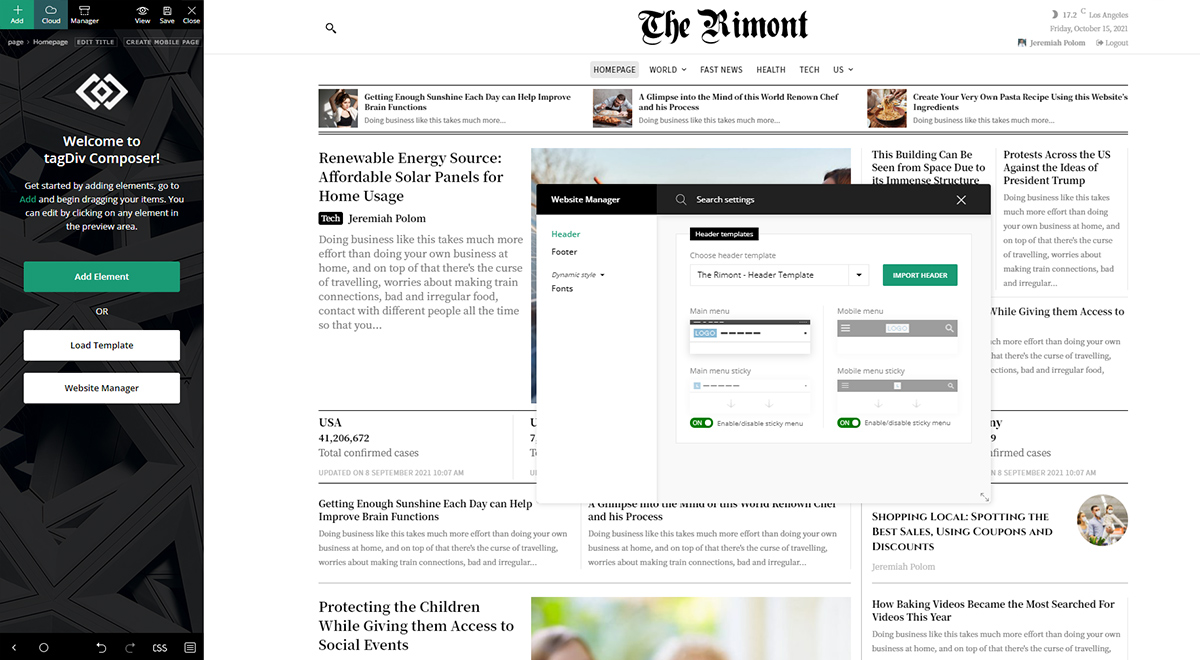 Add
Cloud
Manager
View
Save
Close
page
Homepage
EDIT TITLE
CREATE MOBILE PAGE
Welcome to
tagDiv Composer!
Get started by adding elements, go to
Add and begin dragging your items. You
can edit by clicking on any element in
the preview area.
Add Element
OR
Load Template
Website Manager
CSS
The Rimont
17.2 C Los Angeles
Friday, October 15, 2021
Jeremiah Polom Logout
HOMEPAGE WORLD FAST NEWS HEALTH TECH US
Getting Enough Sunshine Each Day can Help Improve
Brain Functions
Doing business like this takes much more...
A Glimpse into the Mind of this World Renown Chef
and his Process
Doing business like this takes much more...
Create Your Very Own Pasta Recipe Using this Website's
Ingredients
Doing business like this takes much more...
Renewable Energy Source:
Affordable Solar Panels for
Home Usage
Tech Jeremiah Polom
Doing business like this takes much more
effort than doing your own business at
home, and on top of that there's the curse
of travelling, worries about making train
connections, bad and irregular food,
contact with different people all the time
so that you...
This Building Can Be
Seen from Space Due to
its Immense Structure
Protests Across the US
Against the Ideas of
President Trump
Doing business like this
takes much more effort
than doing your own
business at home, and
on top of that there's
the curse of travelling,
worries about making
train connections, bad
and irregular...
Website Manager
Search settings
Header
Footer
Dynamic style
Fonts
Header templates
Choose header template
The Rimont - Header Template
IMPORT HEADER
Main menu
LOGO
Mobile menu
LOGO
Main menu sticky
L
Mobile menu sticky
L
ON Enable/disable sticky menu
ON Enable/disable sticky menu
While Giving them Access to
much more effort than doing your own
that there's the curse of travelling,
connections, bad and irregular food,
USA
41,206,672
Total confirmed cases
UPDATED ON 8 SEPTEMBER 2021 10:07 AM
U
7,
ny
9
nfirmed cases
N 8 SEPTEMBER 2021 10:07 AM
Getting Enough Sunshine Each Day can Help
Improve Brain Functions
Doing business like this takes much more effort than doing your own
business at home, and on top of that there's the curse of travelling,
worries about making train connections, bad and irregular...
A Glimpse into the Mind of this World Renown Chef
and his Process
Doing business like this takes much more effort than doing your own
business at home, and on top of that there's the curse of travelling,
worries about making train connections, bad and irregular...
Shopping Local: Spotting the
Best Sales, Using Coupons and
Discounts
Jeremiah Polom
Protecting the Children
While Giving them Access to
Social Events
How Baking Videos Became the Most Searched For
Videos This Year
Doing business like this takes much more effort than doing your own
business at home, and on top of that there's the curse of travelling,